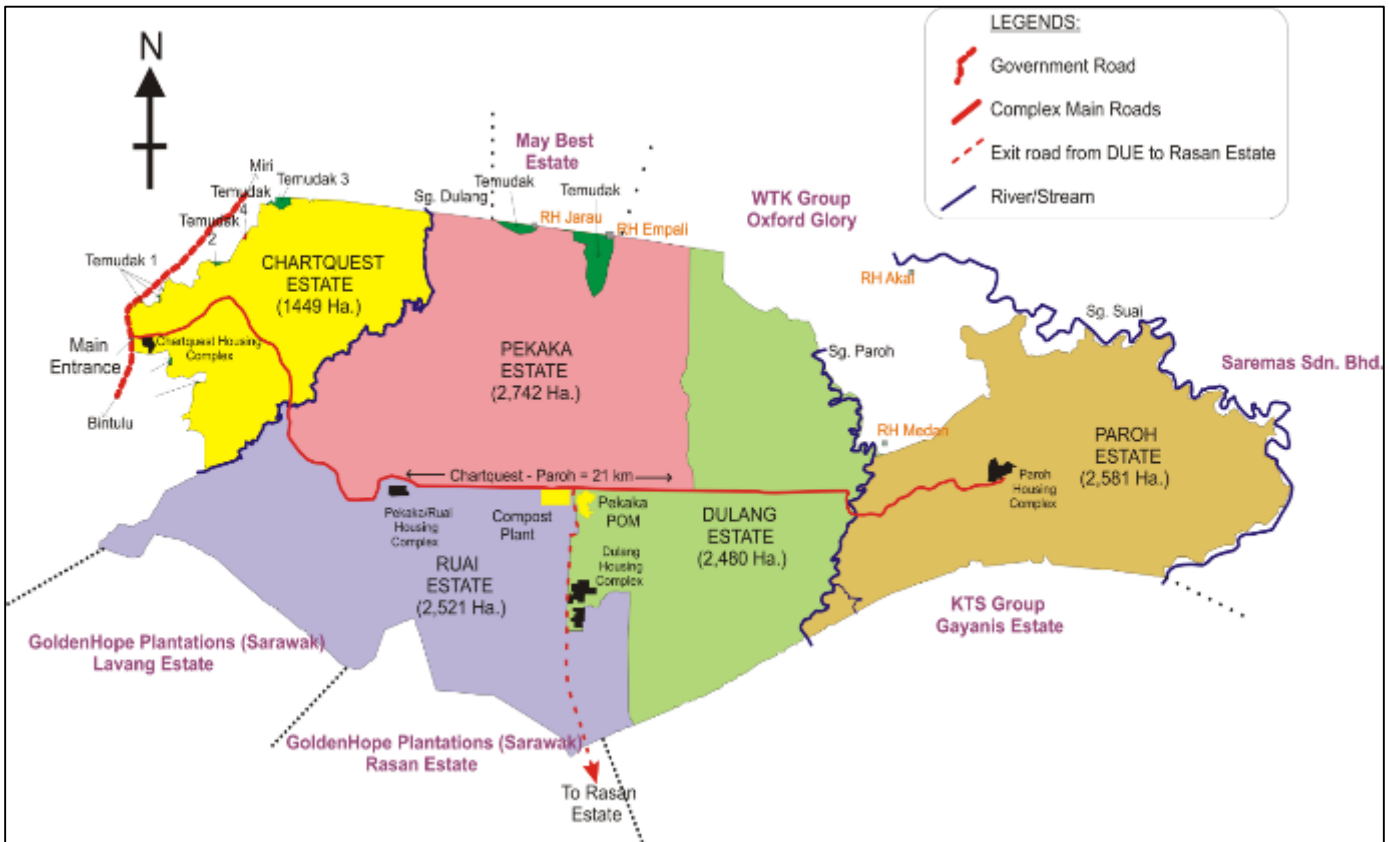 LEGENDS:
Government Road
Complex Main Roads
Exit road from DUE to Rasan Estate
River/Stream
N
May Best
Estate
WTK Group
Oxford Glory
Miri
Temudak
4
Temudak 3
Temudak
2
Temudak 1
Sg. Dulang
Temudak
Temudak
RH Jarau
RH Empali
RH Akai
Sg. Suai
Saremas Sdn. Bhd.
CHARTQUEST
ESTATE
(1449 Ha.)
Main
Entrance
Chartquest Housing
Complex
Bintulu
PEKAKA
ESTATE
(2,742 Ha.)
Sg. Paroh
RH Medan
PAROH
ESTATE
(2,581 Ha.)
Paroh
Housing
Complex
Chartquest - Paroh = 21 km
Pekaka/Ruai
Housing
Complex
Compost
Plant
Pekaka
POM
DULANG
ESTATE
(2,480 Ha.)
Dulang
Housing
Complex
RUAI
ESTATE
(2,521 Ha.)
KTS Group
Gayanis Estate
GoldenHope Plantations (Sarawak)
Lavang Estate
GoldenHope Plantations (Sarawak)
Rasan Estate
To Rasan
Estate